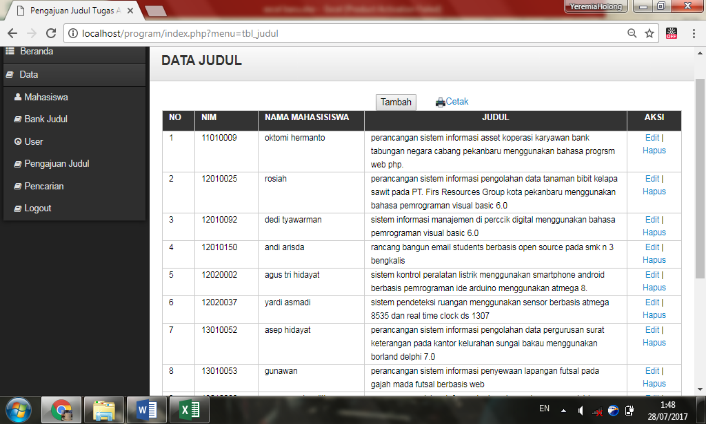 Pengajuan Judul Tugas A
YeremiaHolong
localhost/program/index.php?menu=tbl_judul
Beranda
Data
Mahasiswa
Bank Judul
User
Pengajuan Judul
Pencarian
Logout
DATA JUDUL
Tambah Cetak
NO NIM NAMA MAHASISISWA JUDUL AKSI
1 11010009 oktomi hermanto perancangan sistem informasi asset koperasi karyawan bank Edit |
tabungan negara cabang pekanbaru menggunakan bahasa progrsm Hapus
web php.
2 12010025 rosiah perancangan sistem informasi pengolahan data tanaman bibit kelapa Edit |
sawit pada PT. Firs Resources Group kota pekanbaru menggunakan Hapus
bahasa pemrograman visual basic 6.0
3 12010092 dedi tyawarman sistem informasi manajemen di perccik digital menggunakan bahasa Edit |
pemrograman visual basic 6.0 Hapus
4 12010150 andi arisda rancang bangun email students berbasis open source pada smk n 3 Edit |
bengkalis Hapus
5 12020002 agus tri hidayat sistem kontrol peralatan listrik menggunakan smartphone android Edit |
berbasis pemrograman ide arduino menggunakan atmega 8. Hapus
6 12020037 yardi asmadi sistem pendeteksi ruangan menggunakan sensor berbasis atmega Edit |
8535 dan real time clock ds 1307 Hapus
7 13010052 asep hidayat perancangan sistem informasi pengolahan data pergurusan surat Edit |
keterangan pada kantor kelurahan sungai bakau menggunakan Hapus
borland delphi 7.0
8 13010053 gunawan perancangan sistem informasi penyewaan lapangan futsal pada Edit |
gajah mada futsal berbasis web Hapus
EN
1:48
28/07/2017